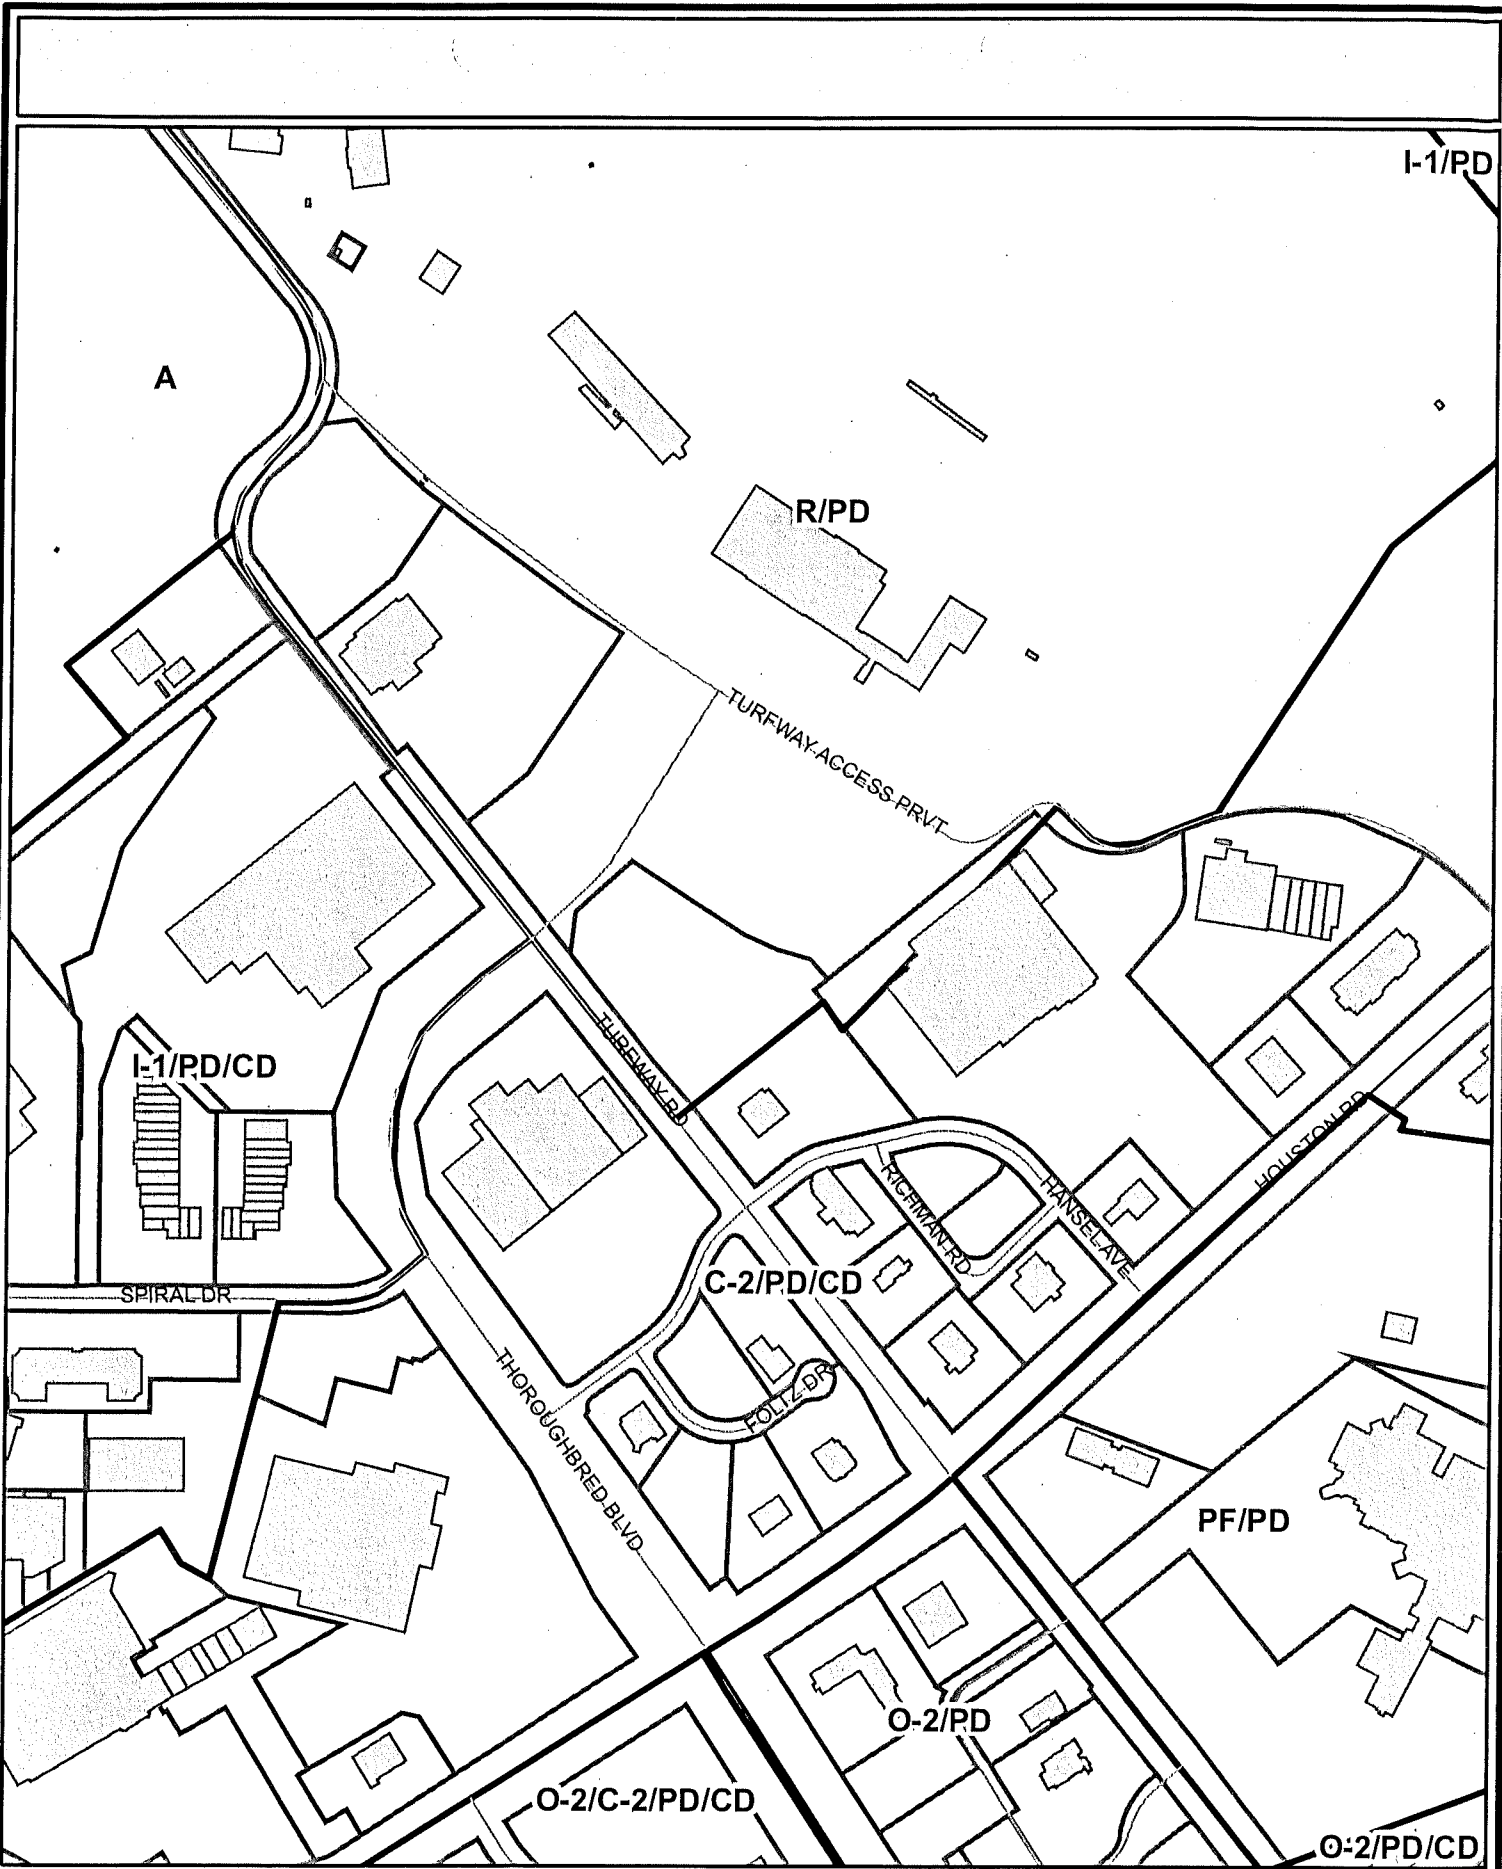 I-1/PD
A
R/PD
TURFWAY ACCESS PRVT
TURFWAY RD
I-1/PD/CD
HOUSTON RD
RICHMAN RD
HANSEL AVE
C-2/PD/CD
SPIRAL DR
THOROUGHBRED BLVD
FOLTZ DR
PF/PD
O-2/PD
O-2/C-2/PD/CD
O-2/PD/CD